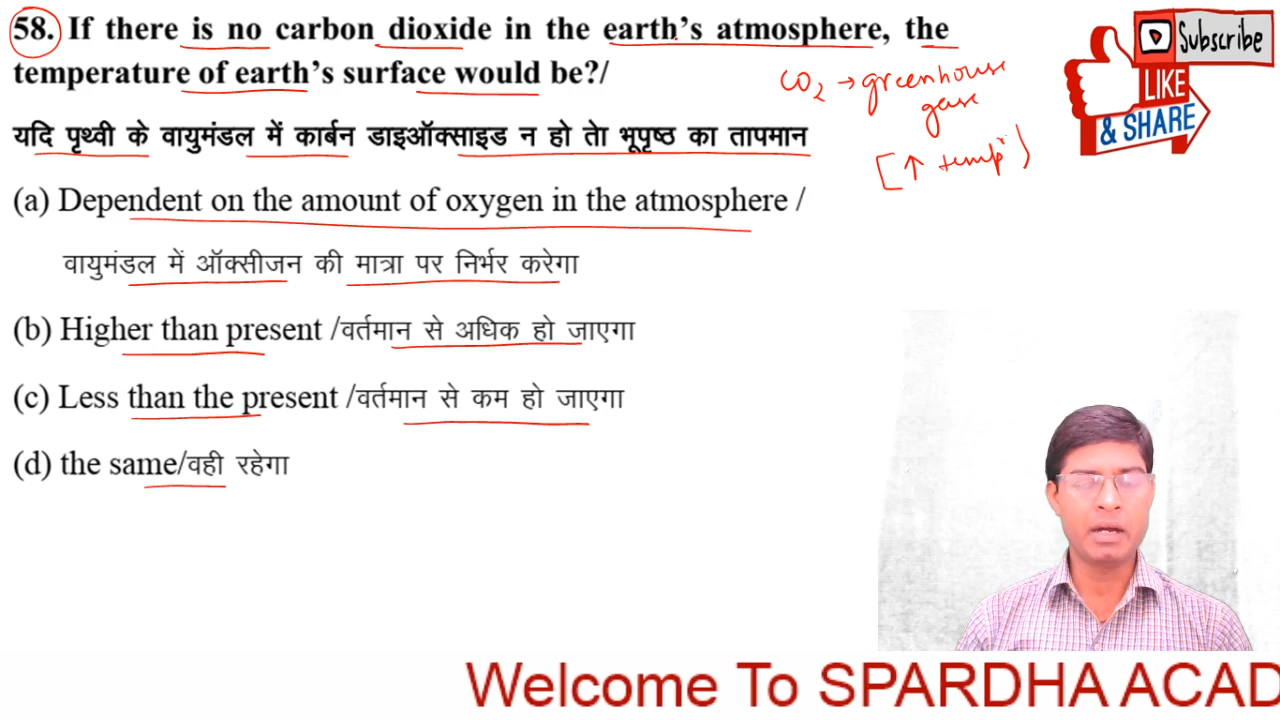 58. If there is no carbon dioxide in the earth's atmosphere, the
temperature of earth's surface would be?/
यदि पृथ्वी के वायुमंडल में कार्बन डाइऑक्साइड न हो तेा भूपृष्ठ का तापमान
(a) Dependent on the amount of oxygen in the atmosphere /
वायुमंडल में ऑक्सीजन की मात्रा पर निर्भर करेगा
(b) Higher than present /वर्तमान से अधिक हो जाएगा
(c) Less than the present /वर्तमान से कम हो जाएगा
(d) the same/वही रहेगा
CO2 → greenhouse
gase
[↑ temp)
Subscribe
LIKE
& SHARE
Welcome To SPARDHA ACAD